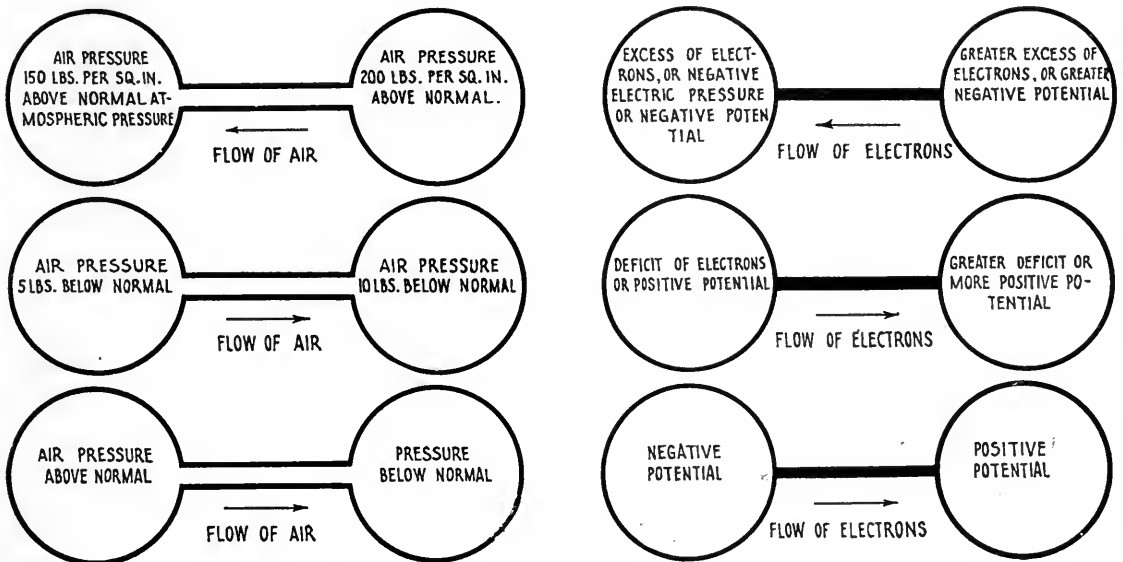 AIR PRESSURE
150 LBS. PER SQ. IN.
ABOVE NORMAL AT-
MOSPHERIC PRESSURE
AIR PRESSURE
200 LBS. PER SQ. IN.
ABOVE NORMAL.
FLOW OF AIR
EXCESS OF ELECT-
RONS, OR NEGATIVE
ELECTRIC PRESSURE
OR NEGATIVE POTEN
TIAL
GREATER EXCESS OF
ELECTRONS, OR GREATER
NEGATIVE POTENTIAL
FLOW OF ELECTRONS
AIR PRESSURE
5 LBS. BELOW NORMAL
AIR PRESSURE
10 LBS. BELOW NORMAL
FLOW OF AIR
DEFICIT OF ELECTRONS
OR POSITIVE POTENTIAL
GREATER DEFICIT OR
MORE POSITIVE PO-
TENTIAL
FLOW OF ELECTRONS
AIR PRESSURE
ABOVE NORMAL
PRESSURE
BELOW NORMAL
FLOW OF AIR
NEGATIVE
POTENTIAL
POSITIVE
POTENTIAL
FLOW OF ELECTRONS